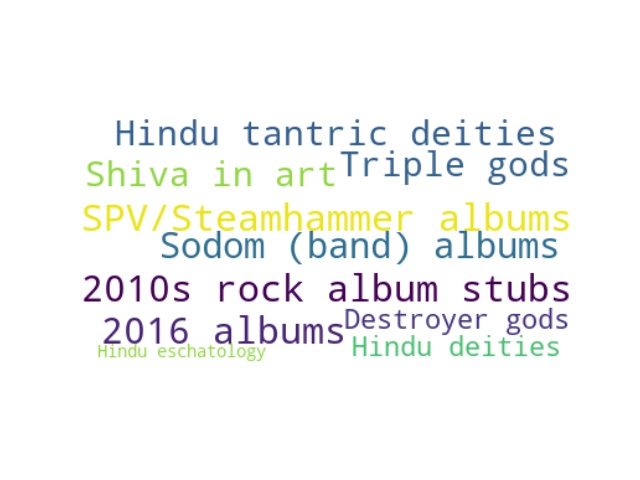 Hindu tantric deities
Shiva in art
Triple gods
SPV/Steamhammer albums
Sodom (band) albums
2010s rock album stubs
2016 albums
Destroyer gods
Hindu eschatology
Hindu deities